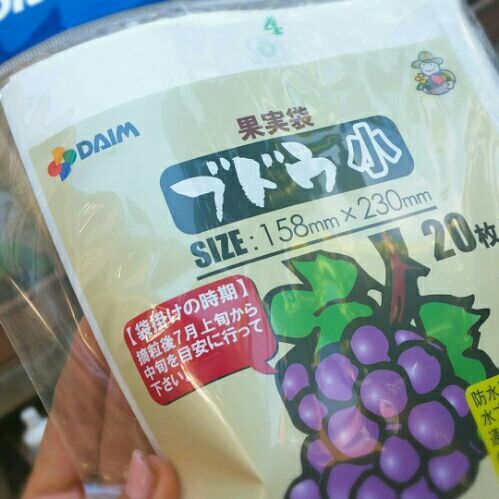 4
DAIM
果実袋
ブドウ小
SIZE:158mm×230mm
20枚
【袋掛けの時期】
摘粒後7月上旬から
中旬を目安に行って
下さい。
防水
水
通